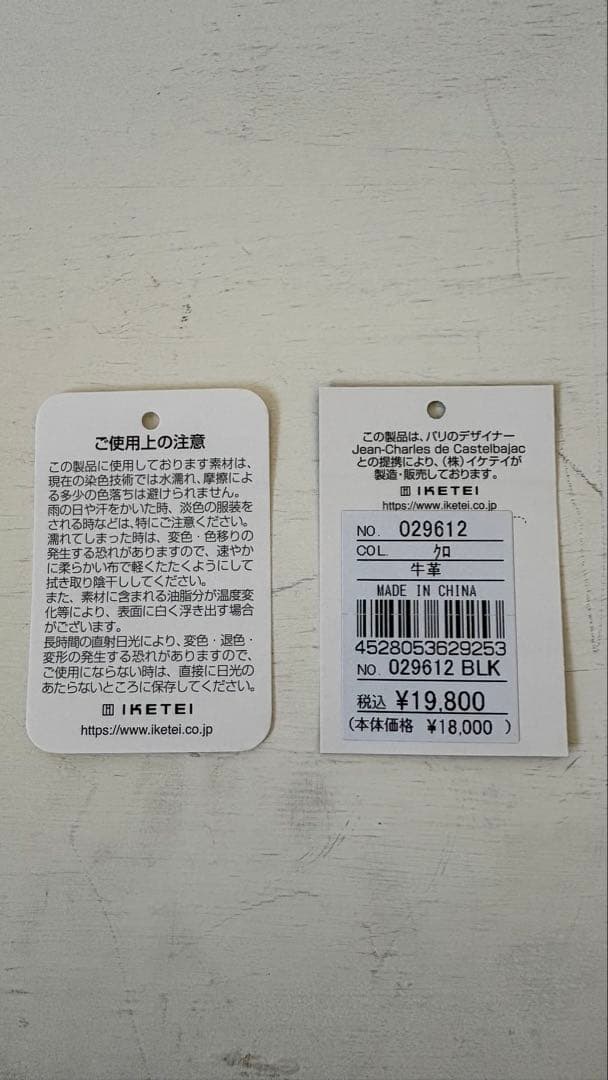 ご使用上の注意
この製品に使用しております素材は、
現在の染色技術では水濡れ、摩擦によ
る多少の色落ちは避けられません。
雨の日や汗をかいた時、淡色の服装を
される時などは、特にご注意ください。
濡れてしまった時は、変色・色移りの
発生する恐れがありますので、速やか
に柔らかい布で軽くたたくようにして
拭き取り陰干ししてください。
また、素材に含まれる油脂分が温度変
化等により、表面に白く浮き出す場合
がございます。
長時間の直射日光により、変色・退色・
変形の発生する恐れがありますので、
ご使用にならない時は、直接に日光の
あたらないところに保存してください。
IKETEI
https://www.iketei.co.jp
この製品は、パリのデザイナー
Jean-Charles de Castelbajac
との提携により、(株)イケテイが
製造・販売しております。
IKETEI
https://www.iketei.co.jp
NO. 029612
COL. クロ
牛革
MADE IN CHINA
4528053629253
NO. 029612 BLK
税込 ¥19,800
(本体価格 ¥18,000 )